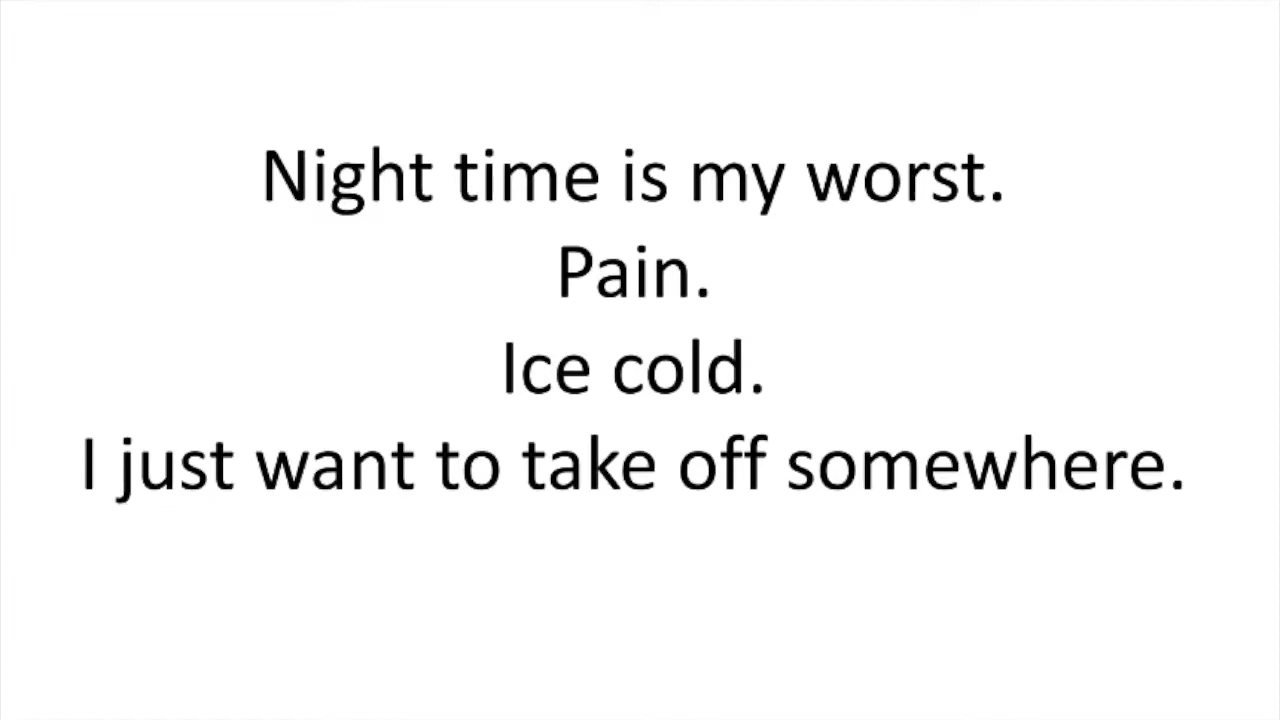 Night time is my worst.
Pain.
Ice cold.
I just want to take off somewhere.